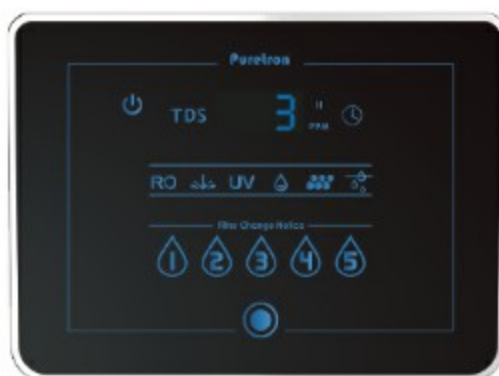 Puretron
TDS 3 PPM
RO UV
Filter Change Notice
1 2 3 4 5